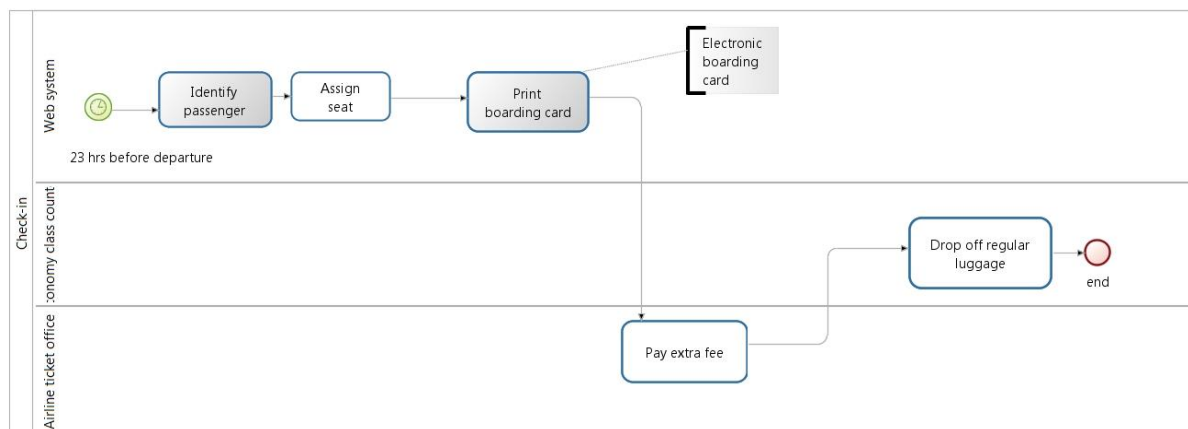 Check-in
Web system
Identify
passenger
Assign
seat
Print
boarding card
Electronic
boarding
card
23 hrs before departure
:onomy class count
Drop off regular
luggage
end
Airline ticket office
Pay extra fee